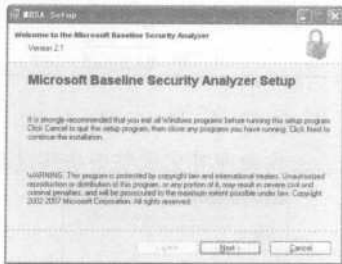 MBSA Setup
Welcome to the Microsoft Baseline Security Analyzer
Version 2.1
Microsoft Baseline Security Analyzer Setup
It is strongly recommended that you exit all Windows programs before running this setup program.
Click Cancel to quit the setup program, then close any programs you have running. Click Next to
continue the installation.
WARNING: This program is protected by copyright law and international treaties. Unauthorized
reproduction or distribution of this program, or any portion of it, may result in severe civil and
criminal penalties, and will be prosecuted to the maximum extent possible under law. Copyright
2002-2007 Microsoft Corporation. All rights reserved.
Next >
Cancel